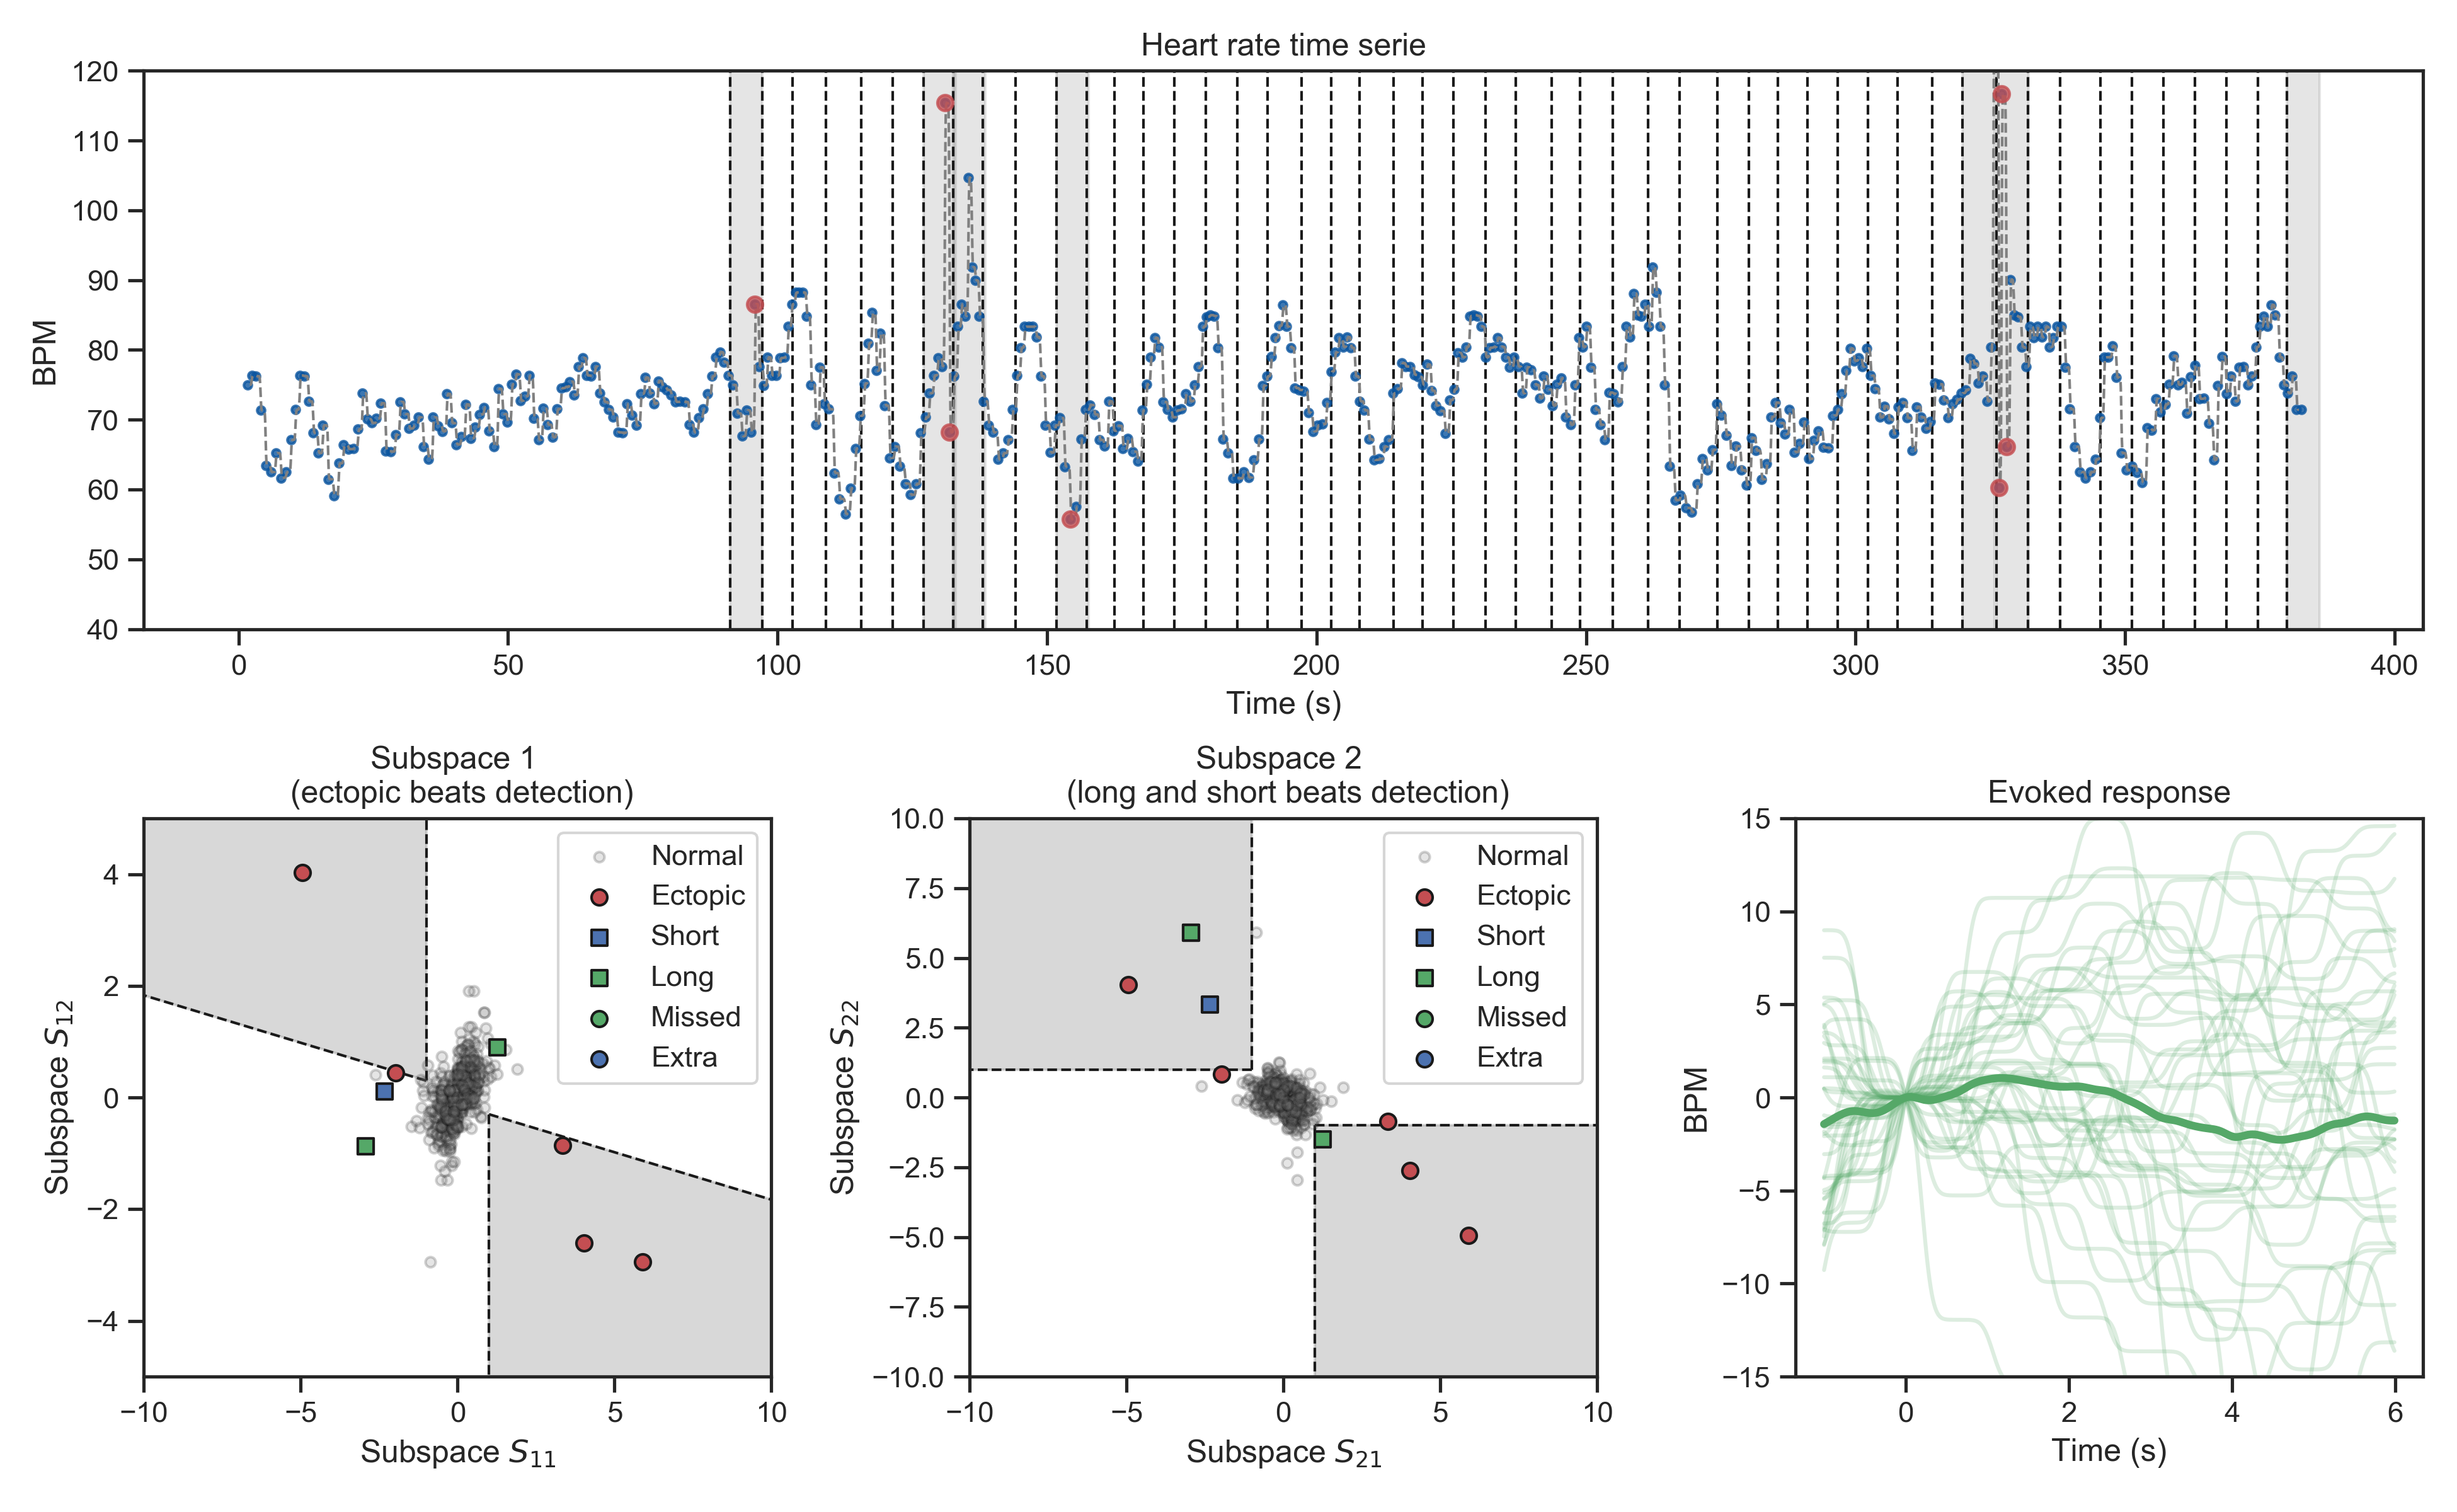 Heart rate time serie
120
110
100
90
80
70
60
50
40
BPM
0 50 100 150 200 250 300 350 400
Time (s)
Subspace 1
(ectopic beats detection)
4
2
0
−2
−4
Subspace S12
Normal
Ectopic
Short
Long
Missed
Extra
−10 −5 0 5 10
Subspace S11
Subspace 2
(long and short beats detection)
10.0
7.5
5.0
2.5
0.0
−2.5
−5.0
−7.5
−10.0
Subspace S22
Normal
Ectopic
Short
Long
Missed
Extra
−10 −5 0 5 10
Subspace S21
Evoked response
15
10
5
0
−5
−10
−15
BPM
0 2 4 6
Time (s)